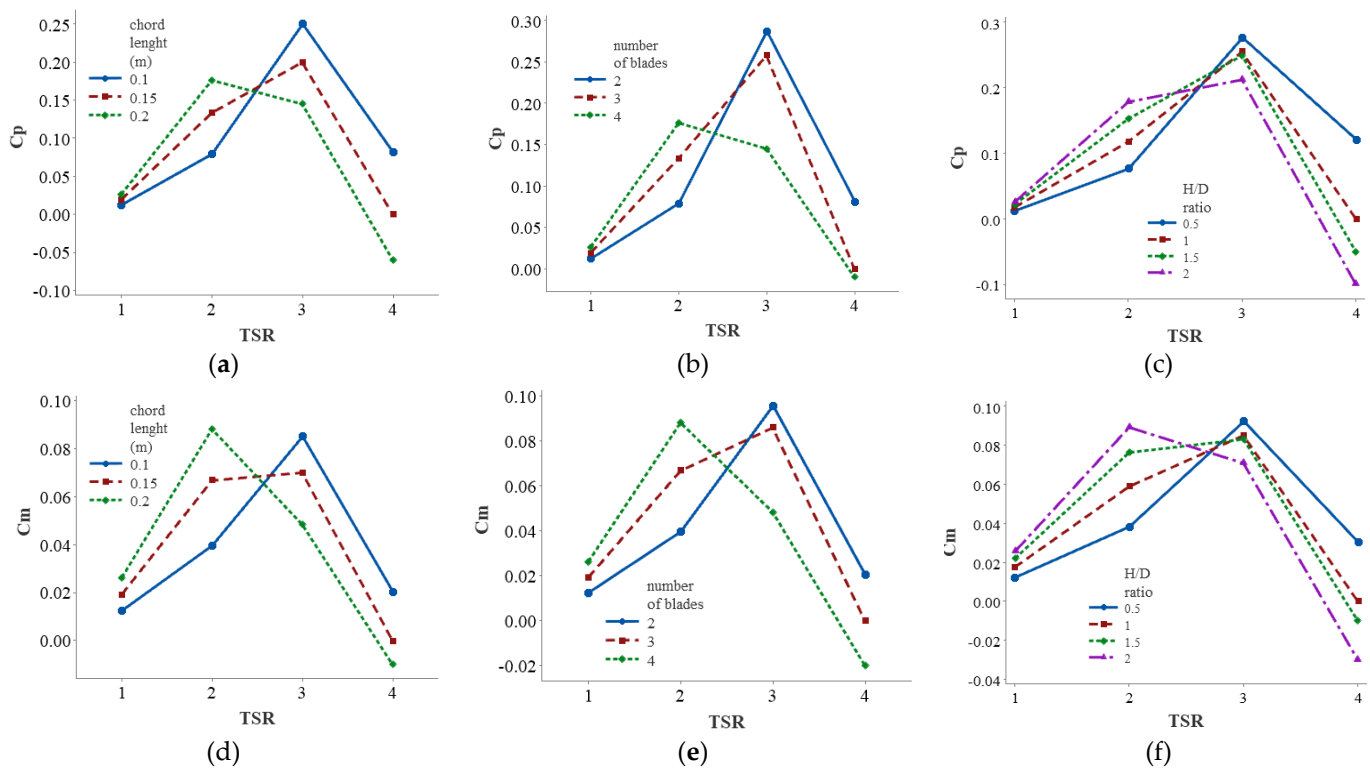 0.25
0.20
0.15
0.10
0.05
0.00
-0.05
-0.10
Cp
chord
lenght
(m)
0.1
0.15
0.2
1 2 3 4
TSR
(a)
0.30
0.25
0.20
0.15
0.10
0.05
0.00
Cp
number
of blades
2
3
4
1 2 3 4
TSR
(b)
0.3
0.2
0.1
0.0
-0.1
Cp
H/D
ratio
0.5
1
1.5
2
1 2 3 4
TSR
(c)
0.10
0.08
0.06
0.04
0.02
0.00
Cm
chord
lenght
(m)
0.1
0.15
0.2
1 2 3 4
TSR
(d)
0.10
0.08
0.06
0.04
0.02
0.00
-0.02
Cm
number
of blades
2
3
4
1 2 3 4
TSR
(e)
0.10
0.08
0.06
0.04
0.02
0.00
-0.02
-0.04
Cm
H/D
ratio
0.5
1
1.5
2
1 2 3 4
TSR
(f)